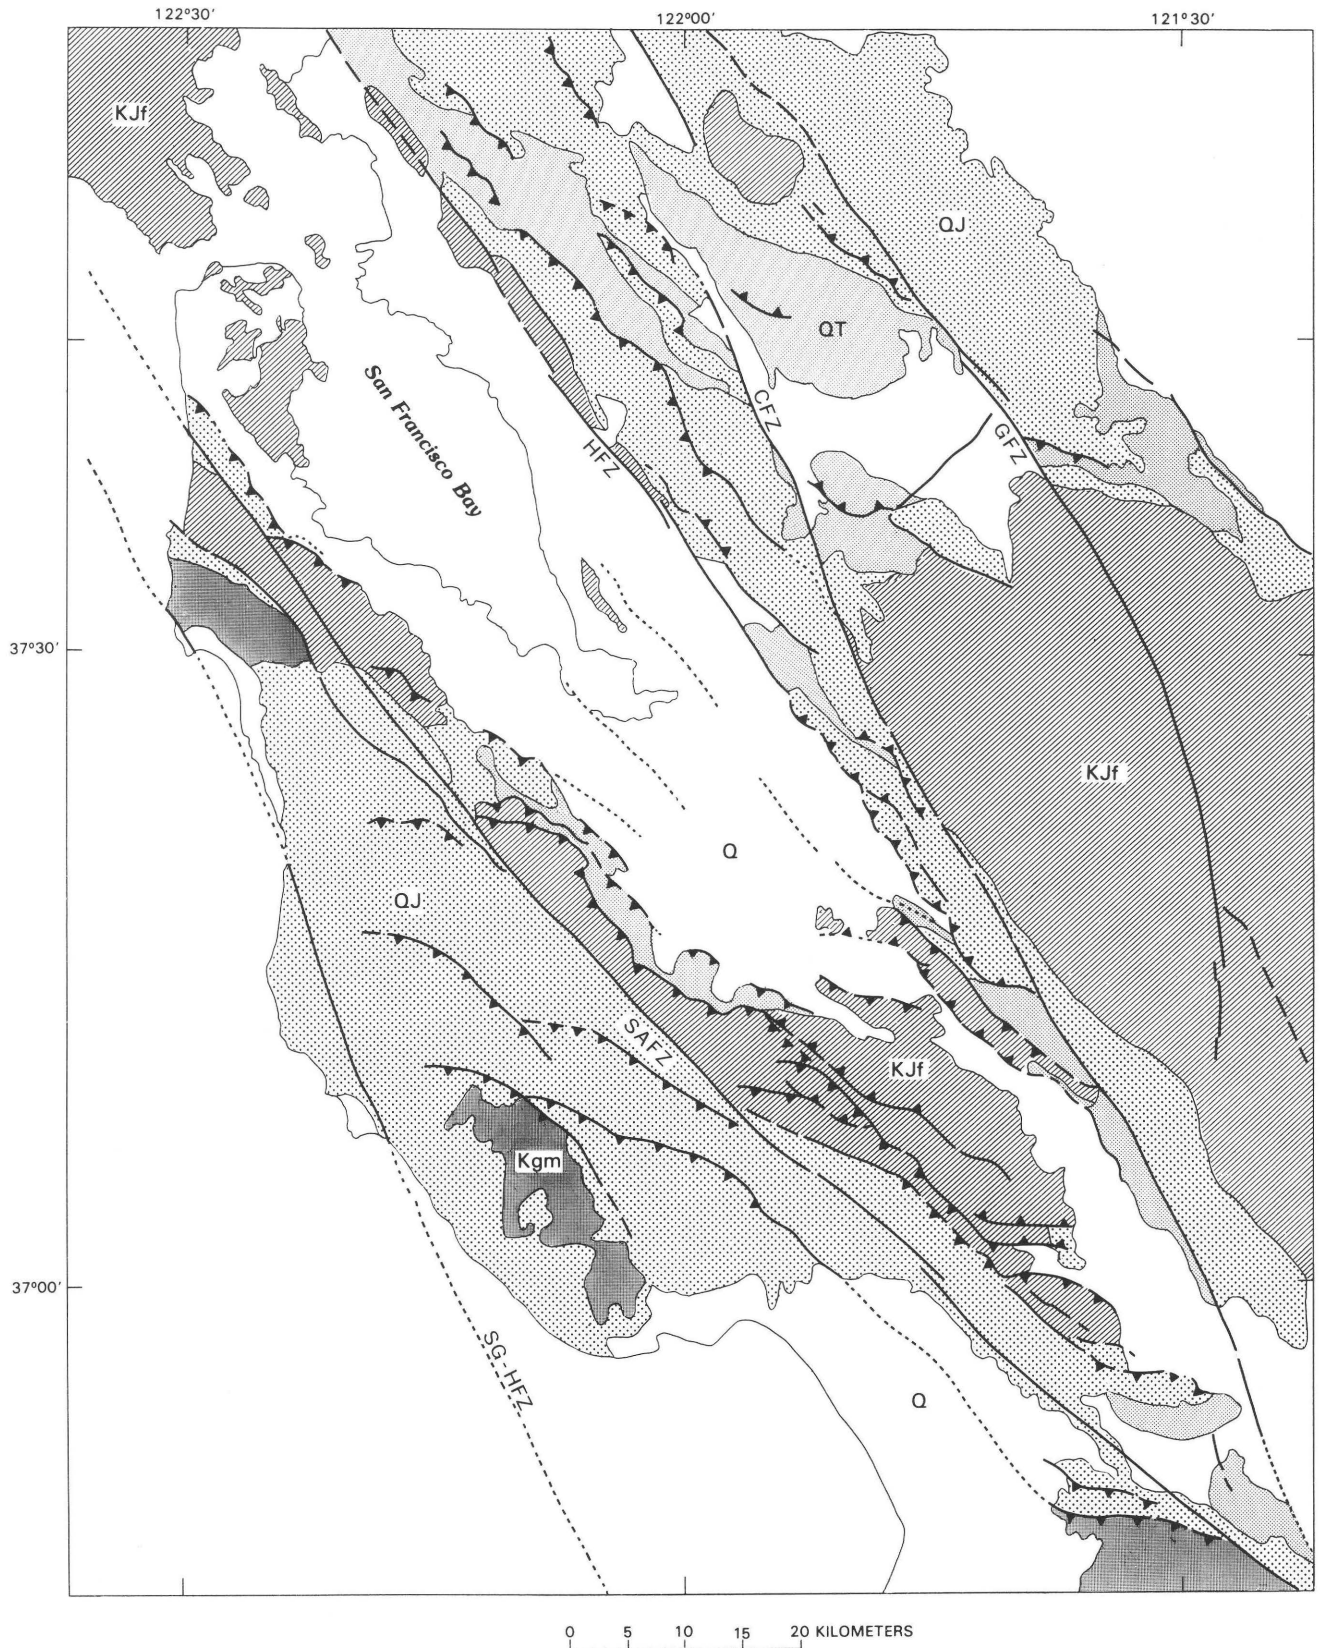 122°30' 122°00' 121°30'
KJf
QJ
QT
San Francisco Bay
CFZ
GFZ
HFZ
37°30'
KJf
Q
QJ
SAFZ
KJf
Kgm
37°00'
SG-HFZ
Q
0 5 10 15 20 KILOMETERS